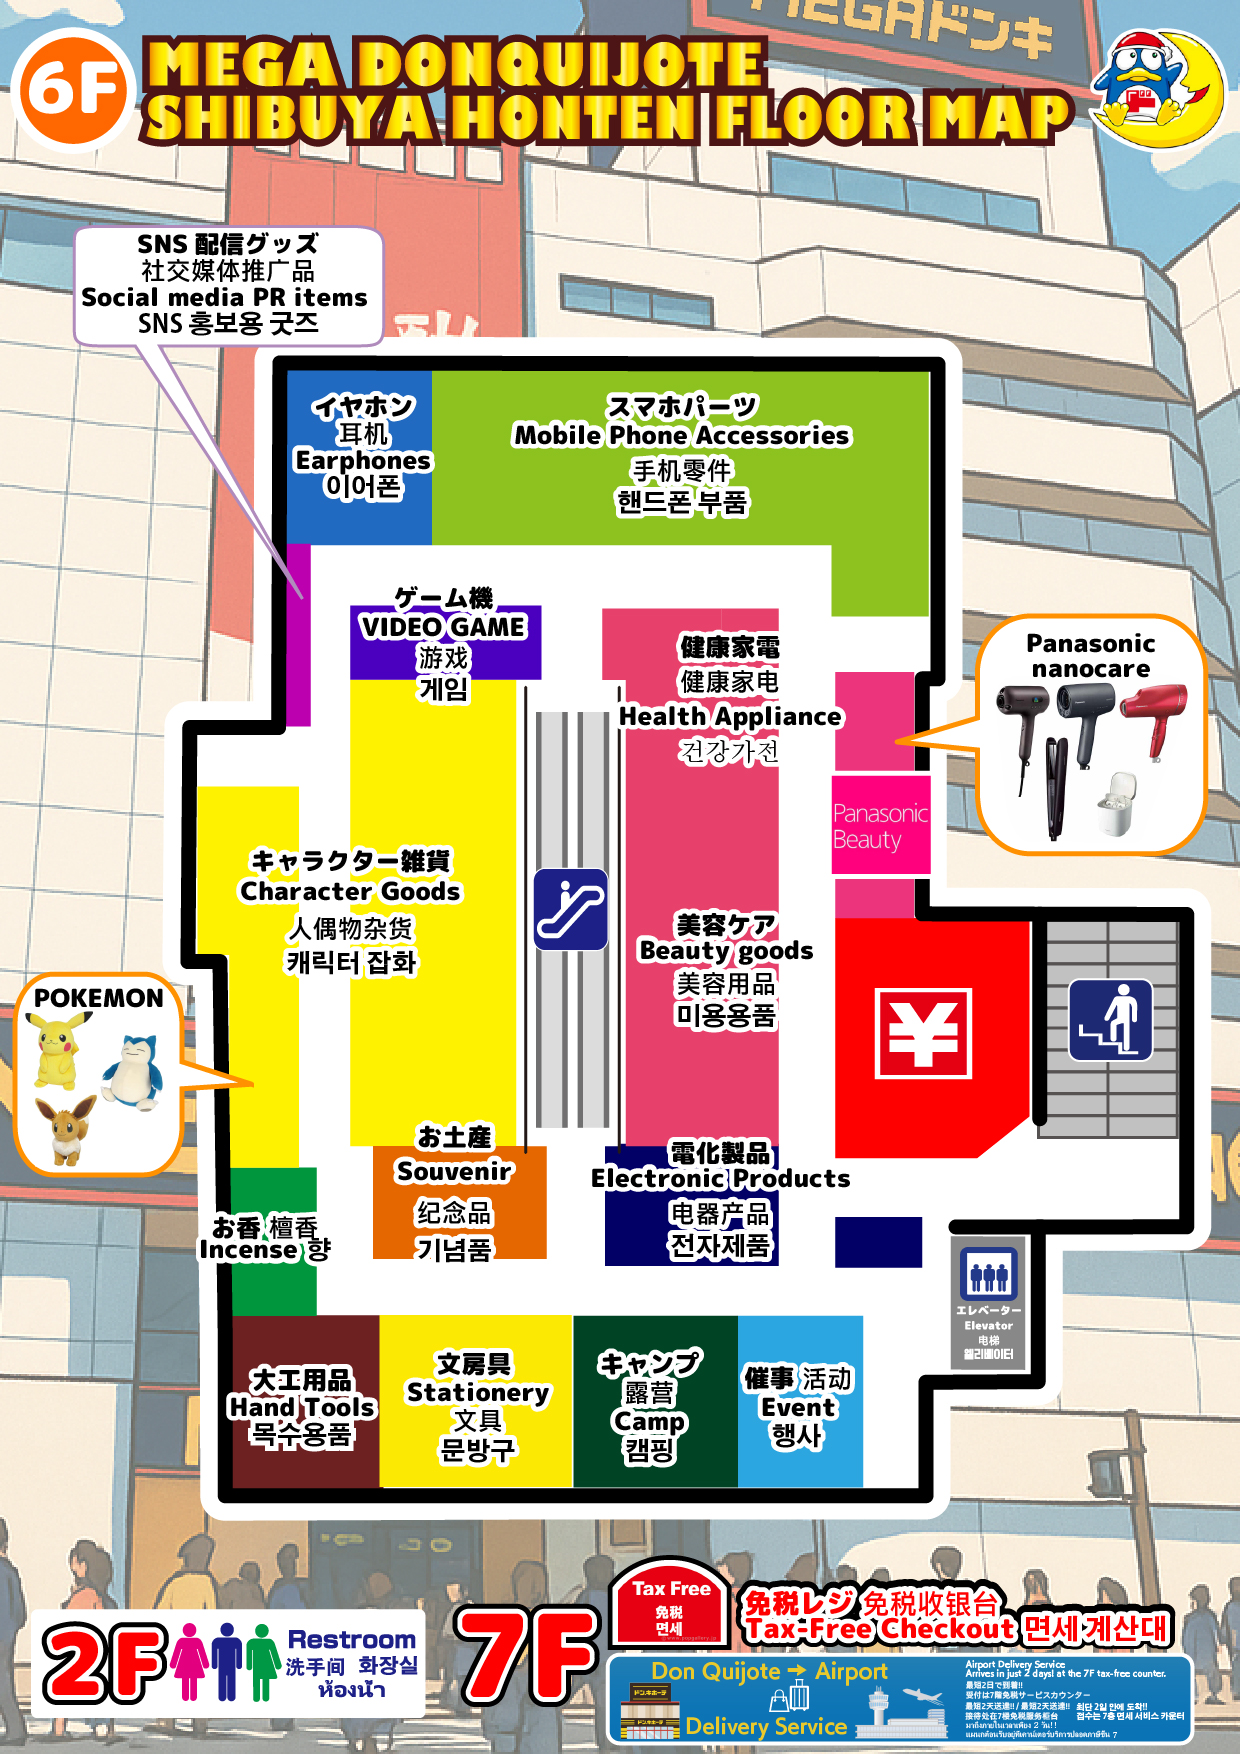 MEGAドンキ
6F
MEGA DONQUIJOTE
SHIBUYA HONTEN FLOOR MAP
SNS 配信グッズ
社交媒体推广品
Social media PR items
SNS 홍보용 굿즈
イヤホン
耳机
Earphones
이어폰
スマホパーツ
Mobile Phone Accessories
手机零件
핸드폰 부품
ゲーム機
VIDEO GAME
游戏
게임
健康家電
健康家电
Health Appliance
건강가전
Panasonic
nanocare
Panasonic
Beauty
キャラクター雑貨
Character Goods
人偶物杂货
캐릭터 잡화
美容ケア
Beauty goods
美容用品
미용용품
POKEMON
¥
お土産
Souvenir
纪念品
기념품
電化製品
Electronic Products
电器产品
전자제품
お香 檀香
Incense 향
エレベーター
Elevator
电梯
엘리베이터
大工用品
Hand Tools
목수용품
文房具
Stationery
文具
문방구
キャンプ
露营
Camp
캠핑
催事 活动
Event
행사
2F
Restroom
洗手间 화장실
ห้องน้ำ
7F
Tax Free
免税
면세
免税レジ 免税收银台
Tax-Free Checkout 면세 계산대
Don Quijote → Airport
Delivery Service
ドンキホーテ
Airport Delivery Service
Arrives in just 2 days! at the 7F tax-free counter.
最短2日で到着!!
受付は7階免税サービスカウンター
最短2天送達!! / 最短2天送达!! 최단 2일 만에 도착!!
接待处在7楼免税服务柜台 접수는 7층 면세 서비스 카운터